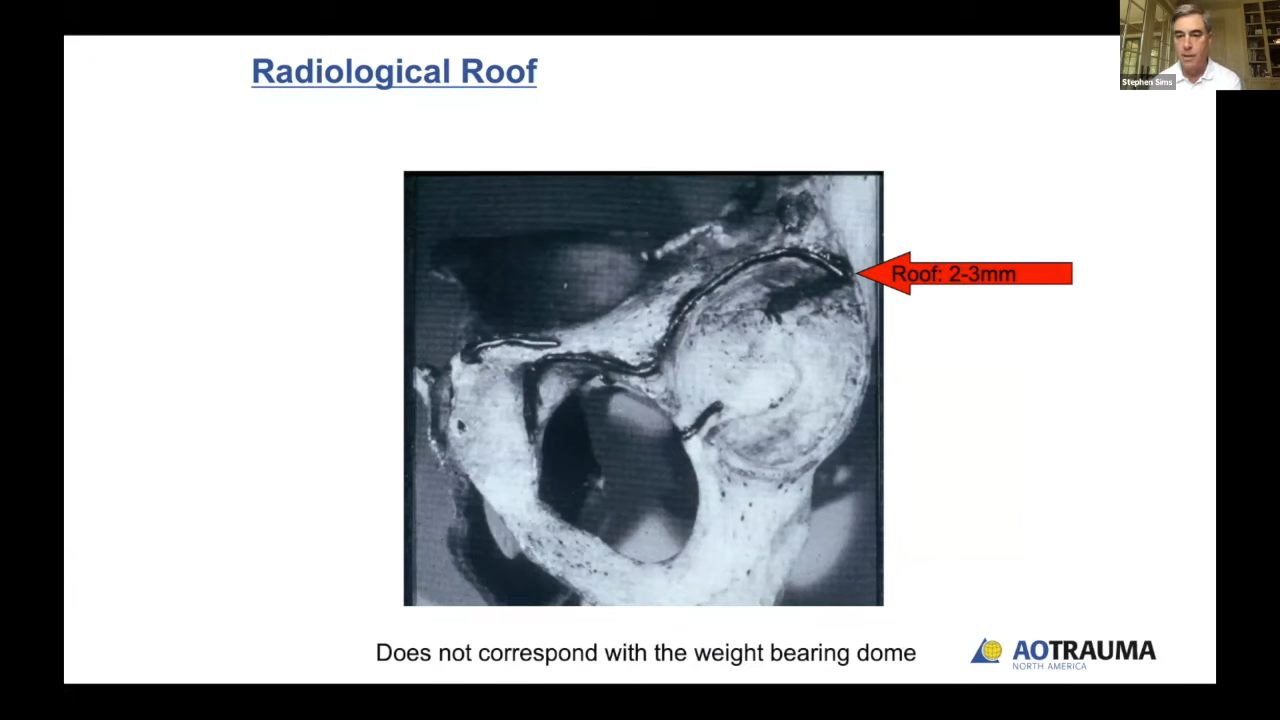 Radiological Roof
Stephen Sims
Roof: 2-3mm
Does not correspond with the weight bearing dome
AOTRAUMA
NORTH AMERICA